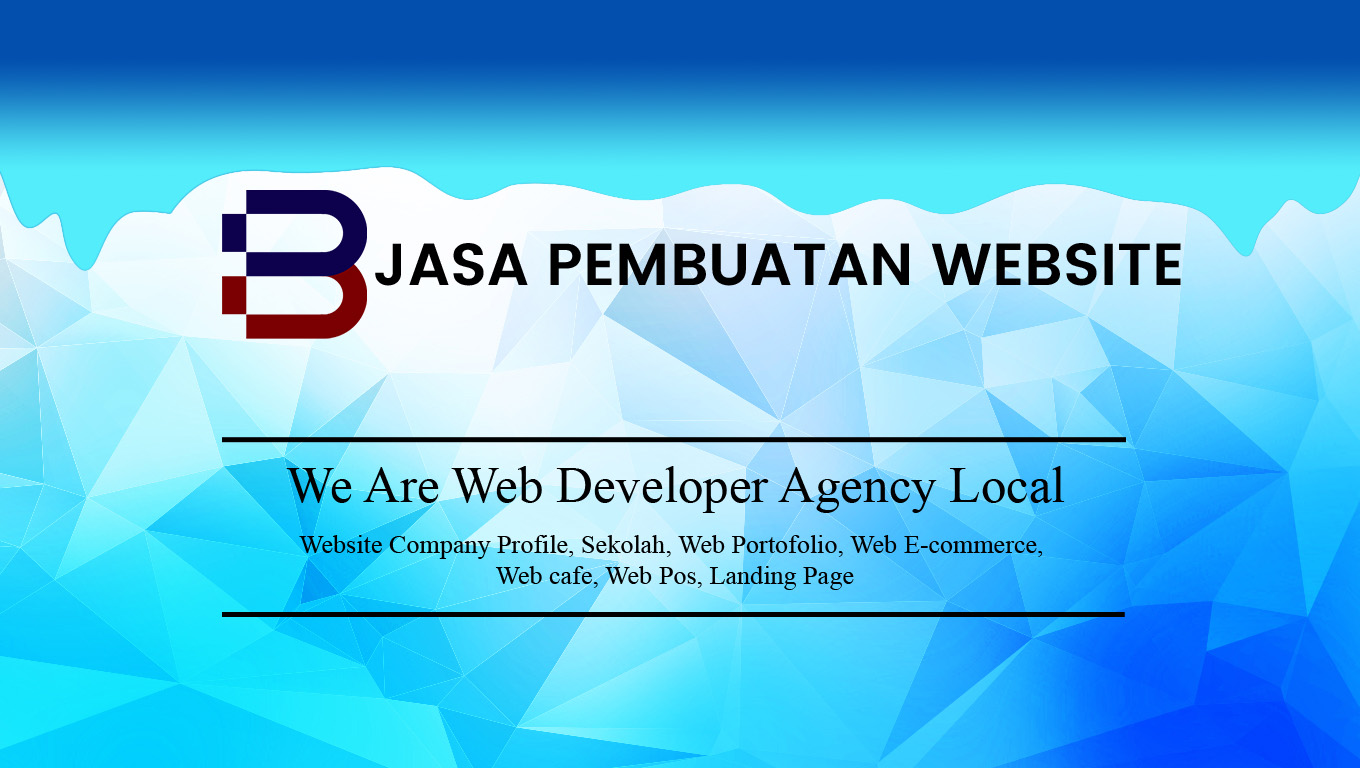 JASA PEMBUATAN WEBSITE
We Are Web Developer Agency Local
Website Company Profile, Sekolah, Web Portofolio, Web E-commerce,
Web cafe, Web Pos, Landing Page